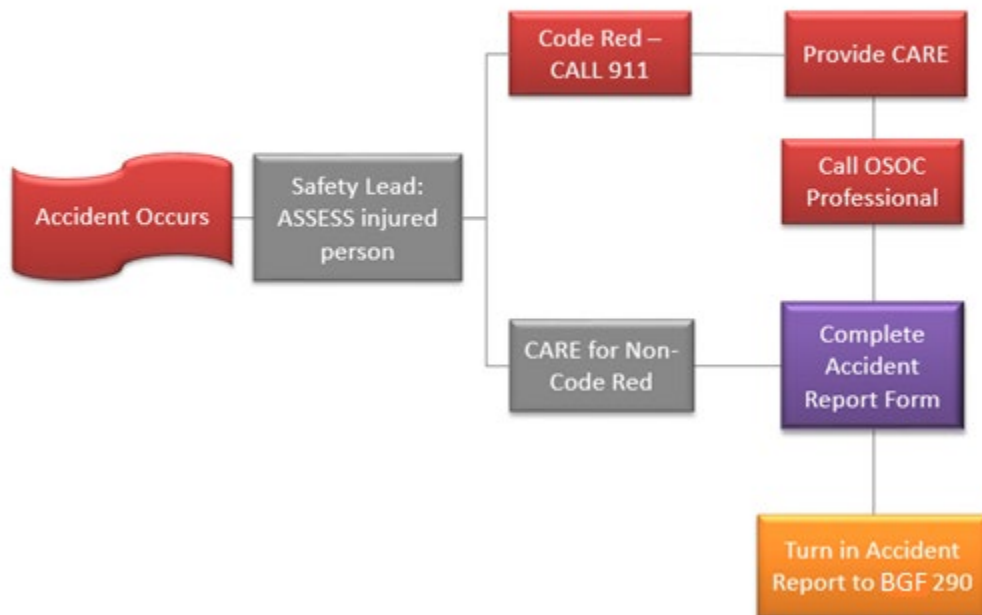 Accident Occurs
Safety Lead:
ASSESS injured
person
Code Red –
CALL 911
Provide CARE
Call OSOC
Professional
CARE for Non-
Code Red
Complete
Accident
Report Form
Turn in Accident
Report to BGF 290